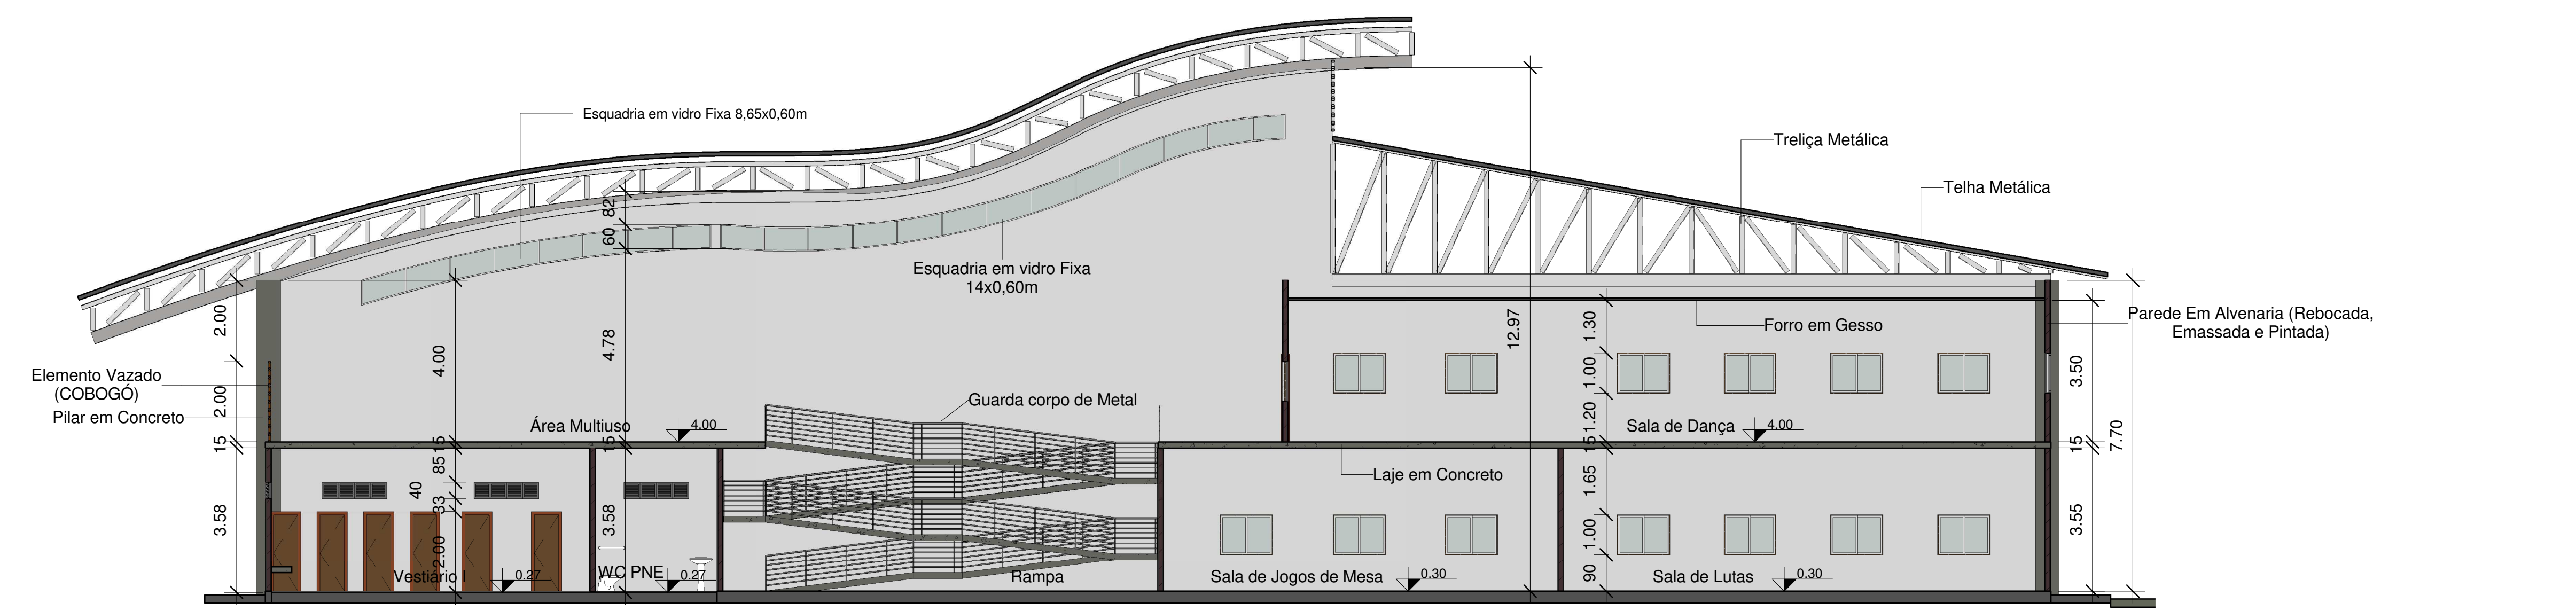 Esquadria em vidro Fixa 8,65x0,60m
Treliça Metálica
Telha Metálica
82
60
Esquadria em vidro Fixa
14x0,60m
2.00
4.00
4.78
12.97
1.30
Forro em Gesso
Parede Em Alvenaria (Rebocada,
Emassada e Pintada)
Elemento Vazado
(COBOGÓ)
Pilar em Concreto
2.00
1.00
3.50
Guarda corpo de Metal
Área Multiuso
4.00
1.20
Sala de Dança
4.00
7.70
15
15
15
15
15
85
40
33
Laje em Concreto
1.65
3.58
3.58
1.00
3.55
2.00
90
Vestiário I
0.27
WC PNE
0.27
Rampa
Sala de Jogos de Mesa
0.30
Sala de Lutas
0.30